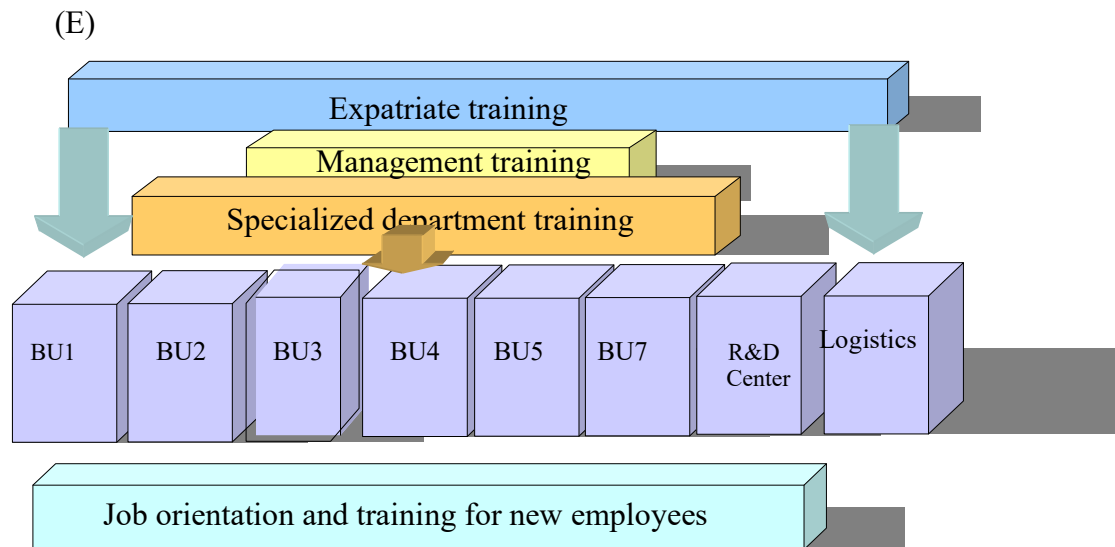 (E)
Expatriate training
Management training
Specialized department training
BU1
BU2
BU3
BU4
BU5
BU7
R&D
Center
Logistics
Job orientation and training for new employees